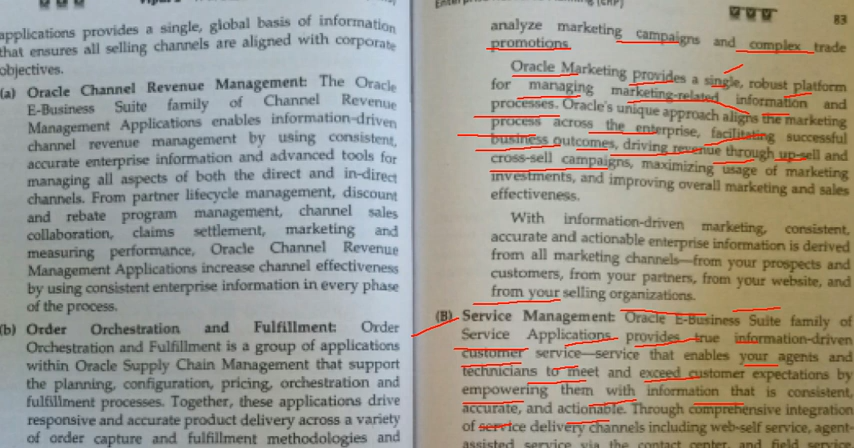 applications provides a single, global basis of information
that ensures all selling channels are aligned with corporate
objectives.
(a) Oracle Channel Revenue Management: The Oracle
E-Business Suite family of Channel Revenue
Management Applications enables information-driven
channel revenue management by using consistent,
accurate enterprise information and advanced tools for
managing all aspects of both the direct and in-direct
channels. From partner lifecycle management, discount
and rebate program management, channel sales
collaboration, claims settlement, marketing and
measuring performance, Oracle Channel Revenue
Management Applications increase channel effectiveness
by using consistent enterprise information in every phase
of the process.
(b) Order Orchestration and Fulfillment: Order
Orchestration and Fulfillment is a group of applications
within Oracle Supply Chain Management that support
the planning, configuration, pricing, orchestration and
fulfillment processes. Together, these applications drive
responsive and accurate product delivery across a variety
of order capture and fulfillment methodologies and
83
analyze marketing campaigns and complex trade
promotions.
Oracle Marketing provides a single, robust platform
for managing marketing-related information and
processes. Oracle's unique approach aligns the marketing
process across the enterprise, facilitating successful
business outcomes, driving revenue through up-sell and
cross-sell campaigns, maximizing usage of marketing
investments, and improving overall marketing and sales
effectiveness.
With information-driven marketing, consistent,
accurate and actionable enterprise information is derived
from all marketing channels—from your prospects and
customers, from your partners, from your website, and
from your selling organizations.
(B) Service Management: Oracle E-Business Suite family of
Service Applications provides true information-driven
customer service—service that enables your agents and
technicians to meet and exceed customer expectations by
empowering them with information that is consistent,
accurate, and actionable. Through comprehensive integration
of service delivery channels including web-self service, agent-
assisted service via the contact center, and field service